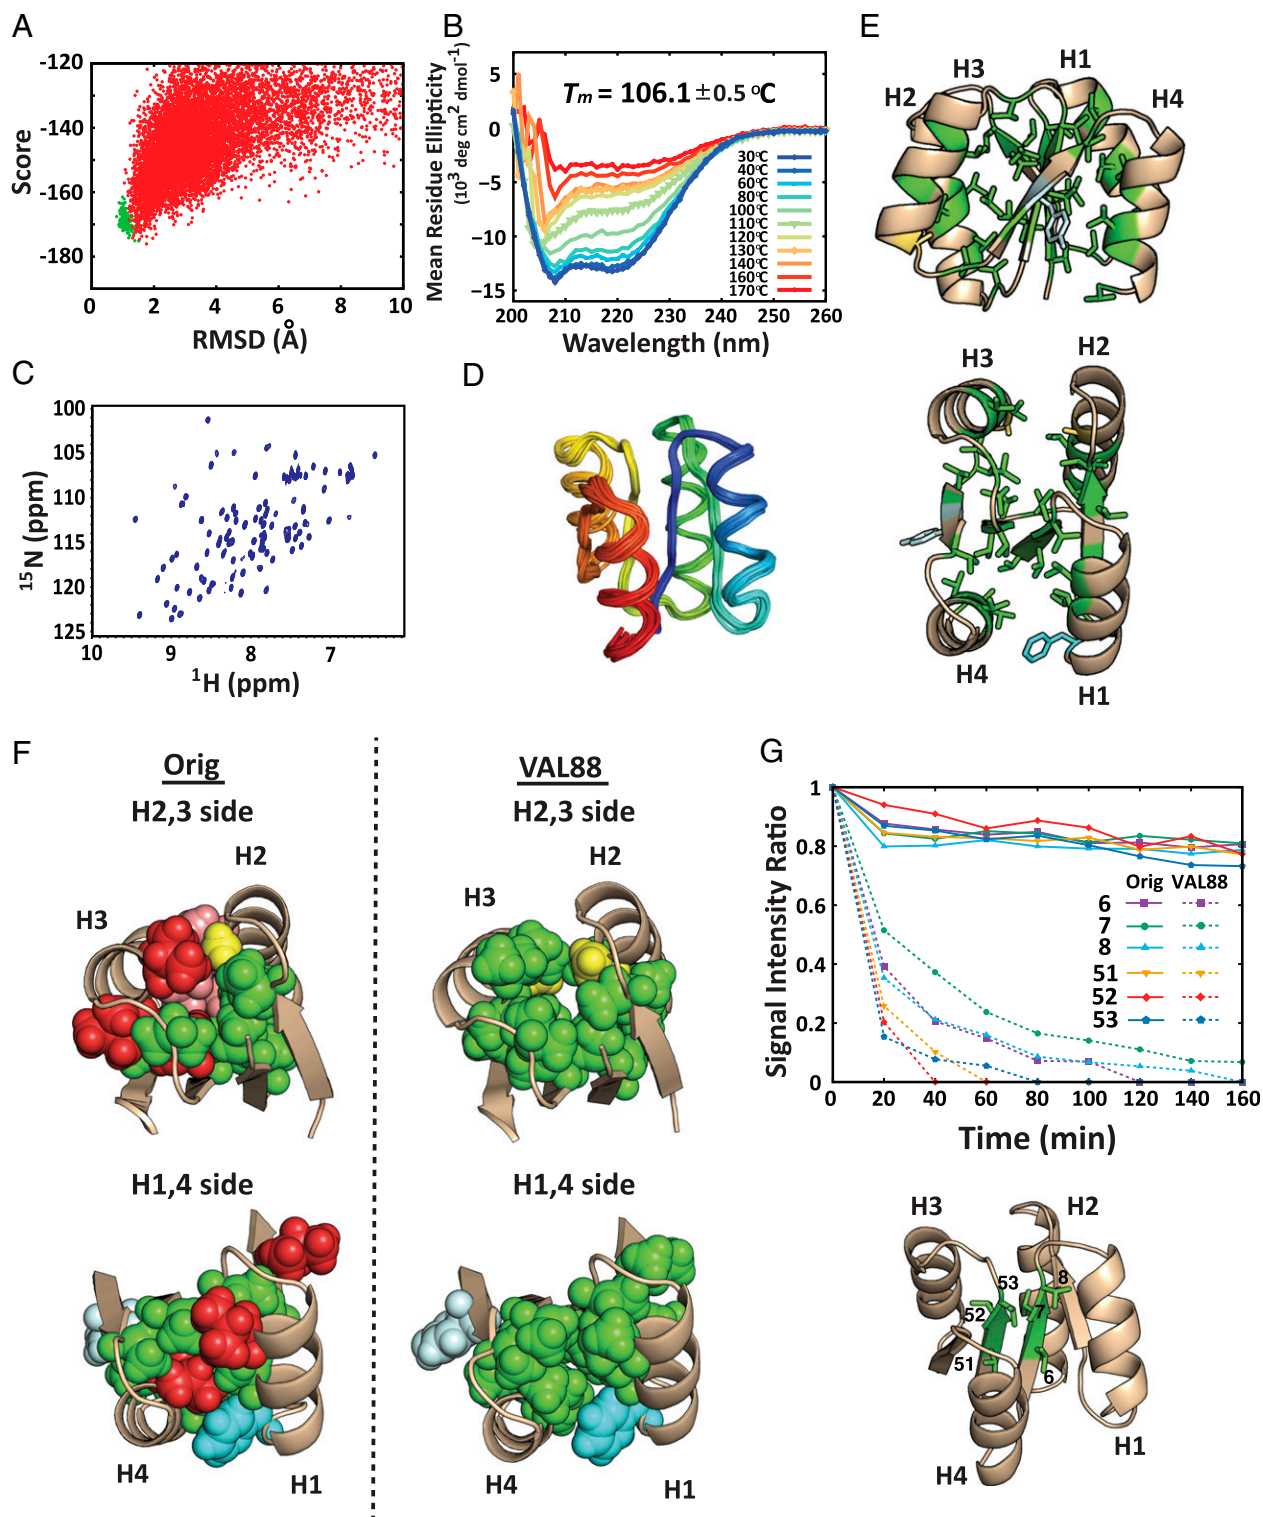 A
Score
-120
-140
-160
-180
0
2
4
6
8
10
RMSD (Å)
B
Mean Residue Ellipticity
(10³ deg cm² dmol⁻¹)
5
0
−5
−10
−15
Tm = 106.1 ±0.5 °C
30°C
40°C
60°C
80°C
100°C
110°C
120°C
130°C
140°C
160°C
170°C
200
210
220
230
240
250
260
Wavelength (nm)
C
¹⁵N (ppm)
100
105
110
115
120
125
10
9
8
7
¹H (ppm)
D
E
H3
H1
H2
H4
H3
H2
H4
H1
F
Orig
H2,3 side
H2
H3
H1,4 side
H4
H1
VAL88
H2,3 side
H2
H3
H1,4 side
H4
H1
G
Signal Intensity Ratio
1
0.8
0.6
0.4
0.2
0
Orig VAL88
6
7
8
51
52
53
0
20
40
60
80
100
120
140
160
Time (min)
H3
H2
53
8
52
7
51
6
H1
H4